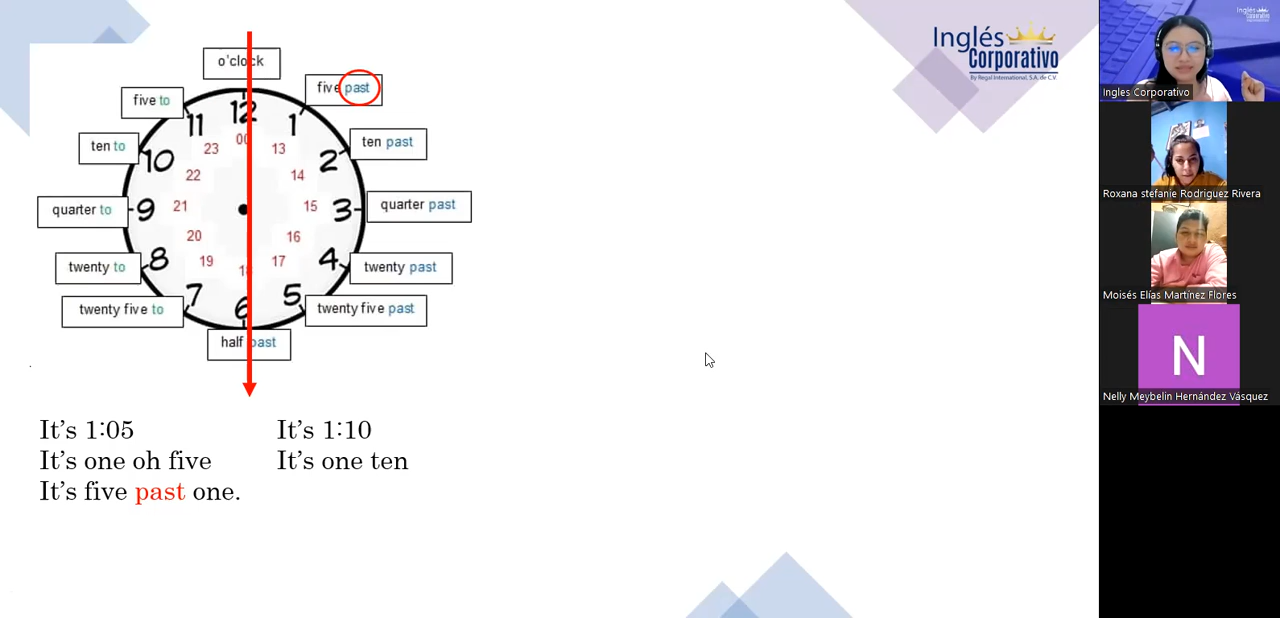 o'clock
five past
ten past
quarter past
twenty past
twenty five past
half past
twenty five to
twenty to
quarter to
ten to
five to
12
1
2
3
4
5
6
7
8
9
10
11
00
13
14
15
16
17
19
20
21
22
23
It's 1:05
It's one oh five
It's five past one.
It's 1:10
It's one ten
Inglés
Corporativo
By Regal International, S.A. de C.V.
Ingles Corporativo
Roxana stefanie Rodriguez Rivera
Moisés Elías Martínez Flores
N
Nelly Meybelin Hernández Vásquez